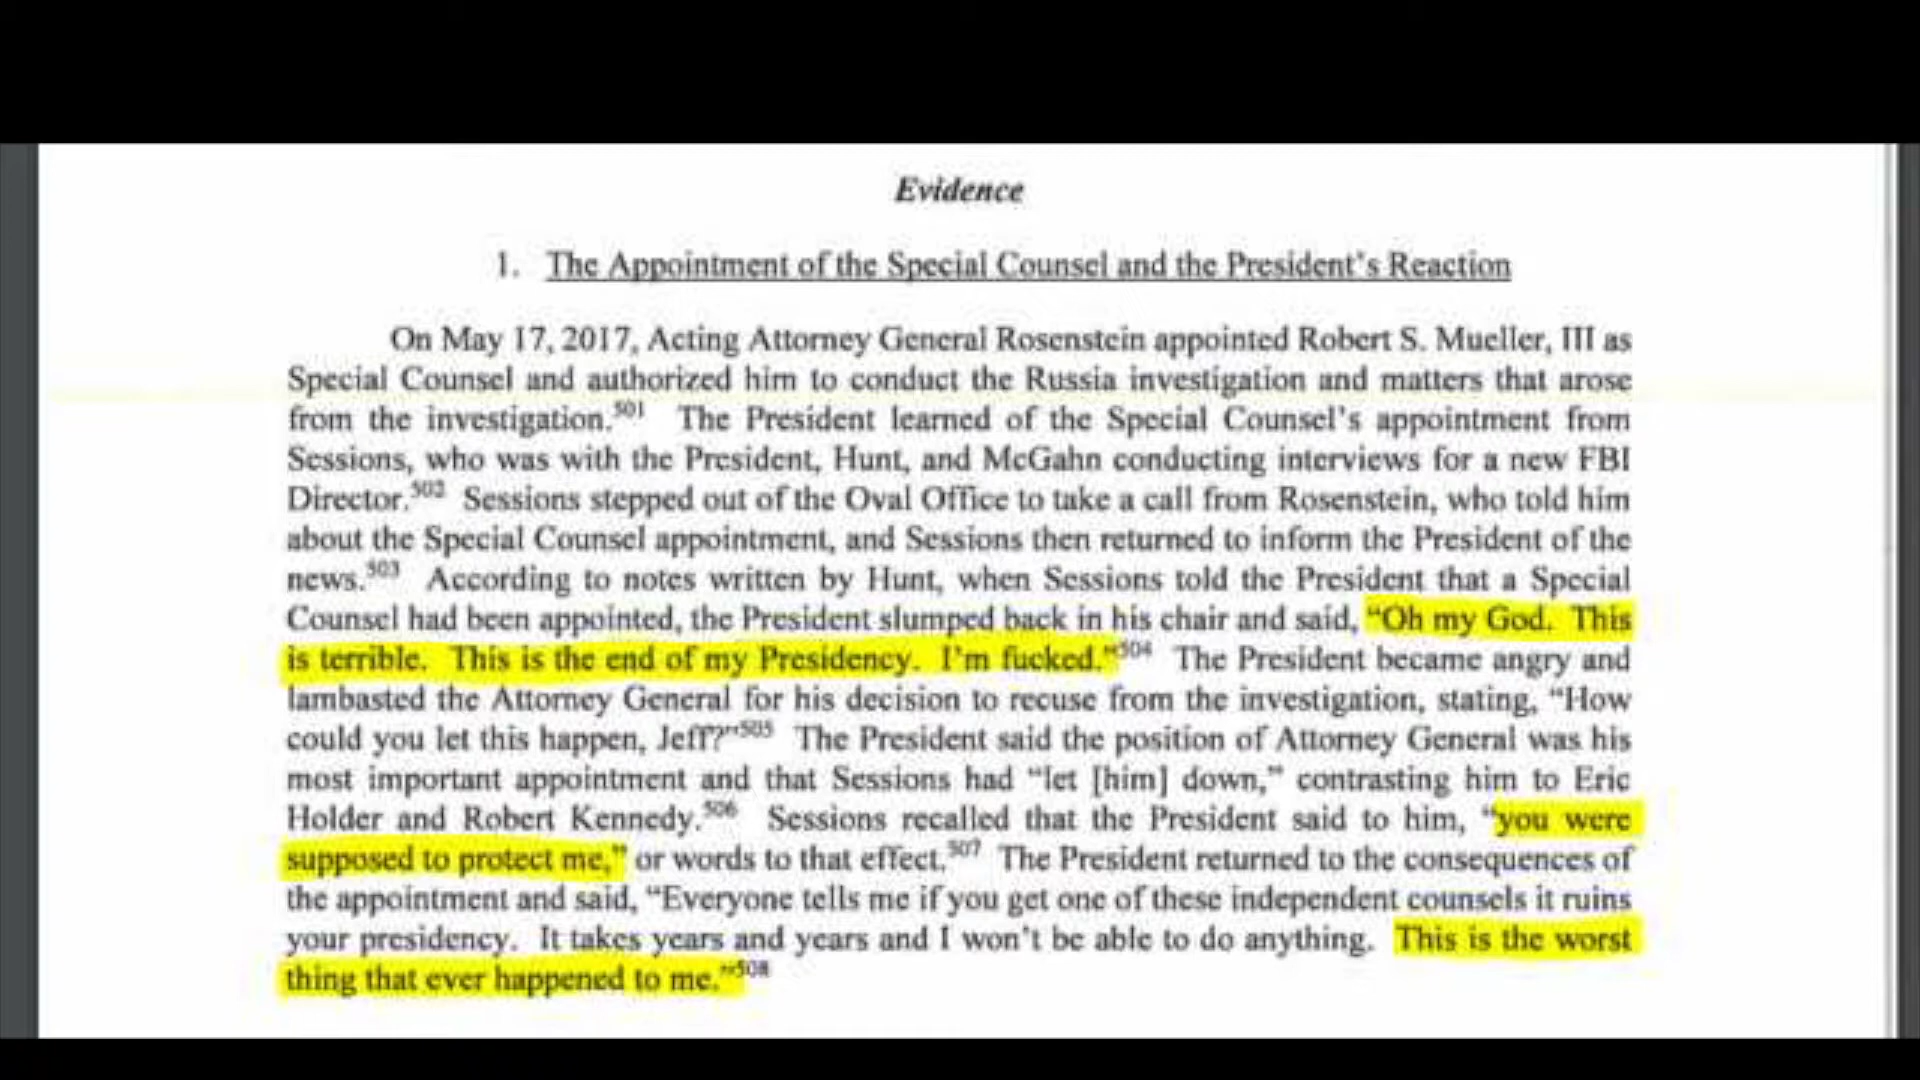 Evidence
1. The Appointment of the Special Counsel and the President's Reaction
On May 17, 2017, Acting Attorney General Rosenstein appointed Robert S. Mueller, III as
Special Counsel and authorized him to conduct the Russia investigation and matters that arose
from the investigation.501 The President learned of the Special Counsel's appointment from
Sessions, who was with the President, Hunt, and McGahn conducting interviews for a new FBI
Director.502 Sessions stepped out of the Oval Office to take a call from Rosenstein, who told him
about the Special Counsel appointment, and Sessions then returned to inform the President of the
news.503 According to notes written by Hunt, when Sessions told the President that a Special
Counsel had been appointed, the President slumped back in his chair and said, “Oh my God. This
is terrible. This is the end of my Presidency. I'm fucked.”504 The President became angry and
lambasted the Attorney General for his decision to recuse from the investigation, stating, “How
could you let this happen, Jeff?”505 The President said the position of Attorney General was his
most important appointment and that Sessions had “let [him] down,” contrasting him to Eric
Holder and Robert Kennedy.506 Sessions recalled that the President said to him, “you were
supposed to protect me,” or words to that effect.507 The President returned to the consequences of
the appointment and said, “Everyone tells me if you get one of these independent counsels it ruins
your presidency. It takes years and years and I won't be able to do anything. This is the worst
thing that ever happened to me.”508